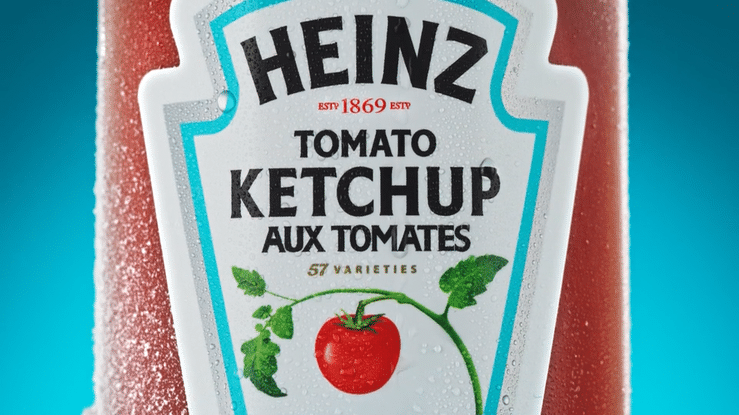 HEINZ
ESTD 1869 ESTD
TOMATO
KETCHUP
AUX TOMATES
57 VARIETIES